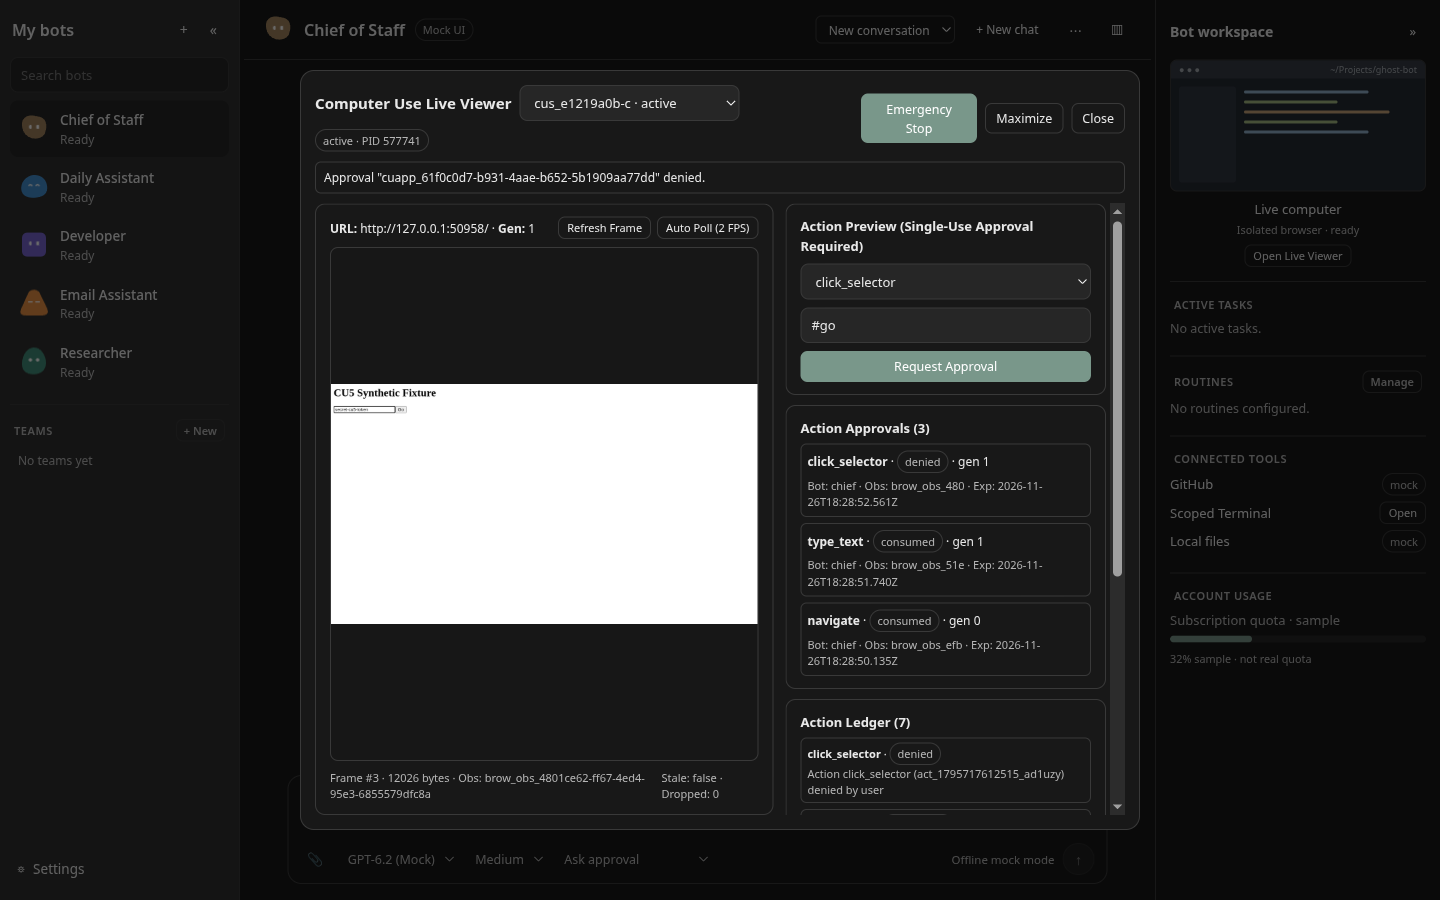 My bots
+
«
Search bots
Chief of Staff
Ready
Daily Assistant
Ready
Developer
Ready
Email Assistant
Ready
Researcher
Ready
TEAMS
+ New
No teams yet
Settings
Chief of Staff
Mock UI
New conversation
+ New chat
...
Computer Use Live Viewer
cus_e1219a0b-c · active
active · PID 577741
Emergency
Stop
Maximize
Close
Approval "cuapp_61f0c0d7-b931-4aae-b652-5b1909aa77dd" denied.
URL: http://127.0.0.1:50958/ · Gen: 1
Refresh Frame
Auto Poll (2 FPS)
CU5 Synthetic Fixture
Go
Frame #3 · 12026 bytes · Obs: brow_obs_4801ce62-ff67-4ed4-
95e3-6855579dfc8a
Stale: false ·
Dropped: 0
Action Preview (Single-Use Approval
Required)
click_selector
#go
Request Approval
Action Approvals (3)
click_selector · denied · gen 1
Bot: chief · Obs: brow_obs_480 · Exp: 2026-11-
26T18:28:52.561Z
type_text · consumed · gen 1
Bot: chief · Obs: brow_obs_51e · Exp: 2026-11-
26T18:28:51.740Z
navigate · consumed · gen 0
Bot: chief · Obs: brow_obs_efb · Exp: 2026-11-
26T18:28:50.135Z
Action Ledger (7)
click_selector · denied
Action click_selector (act_1795717612515_ad1uzy)
denied by user
GPT-6.2 (Mock)
Medium
Ask approval
Offline mock mode
↑
Bot workspace
»
~/Projects/ghost-bot
Live computer
Isolated browser · ready
Open Live Viewer
ACTIVE TASKS
No active tasks.
ROUTINES
Manage
No routines configured.
CONNECTED TOOLS
GitHub
mock
Scoped Terminal
Open
Local files
mock
ACCOUNT USAGE
Subscription quota · sample
32% sample · not real quota